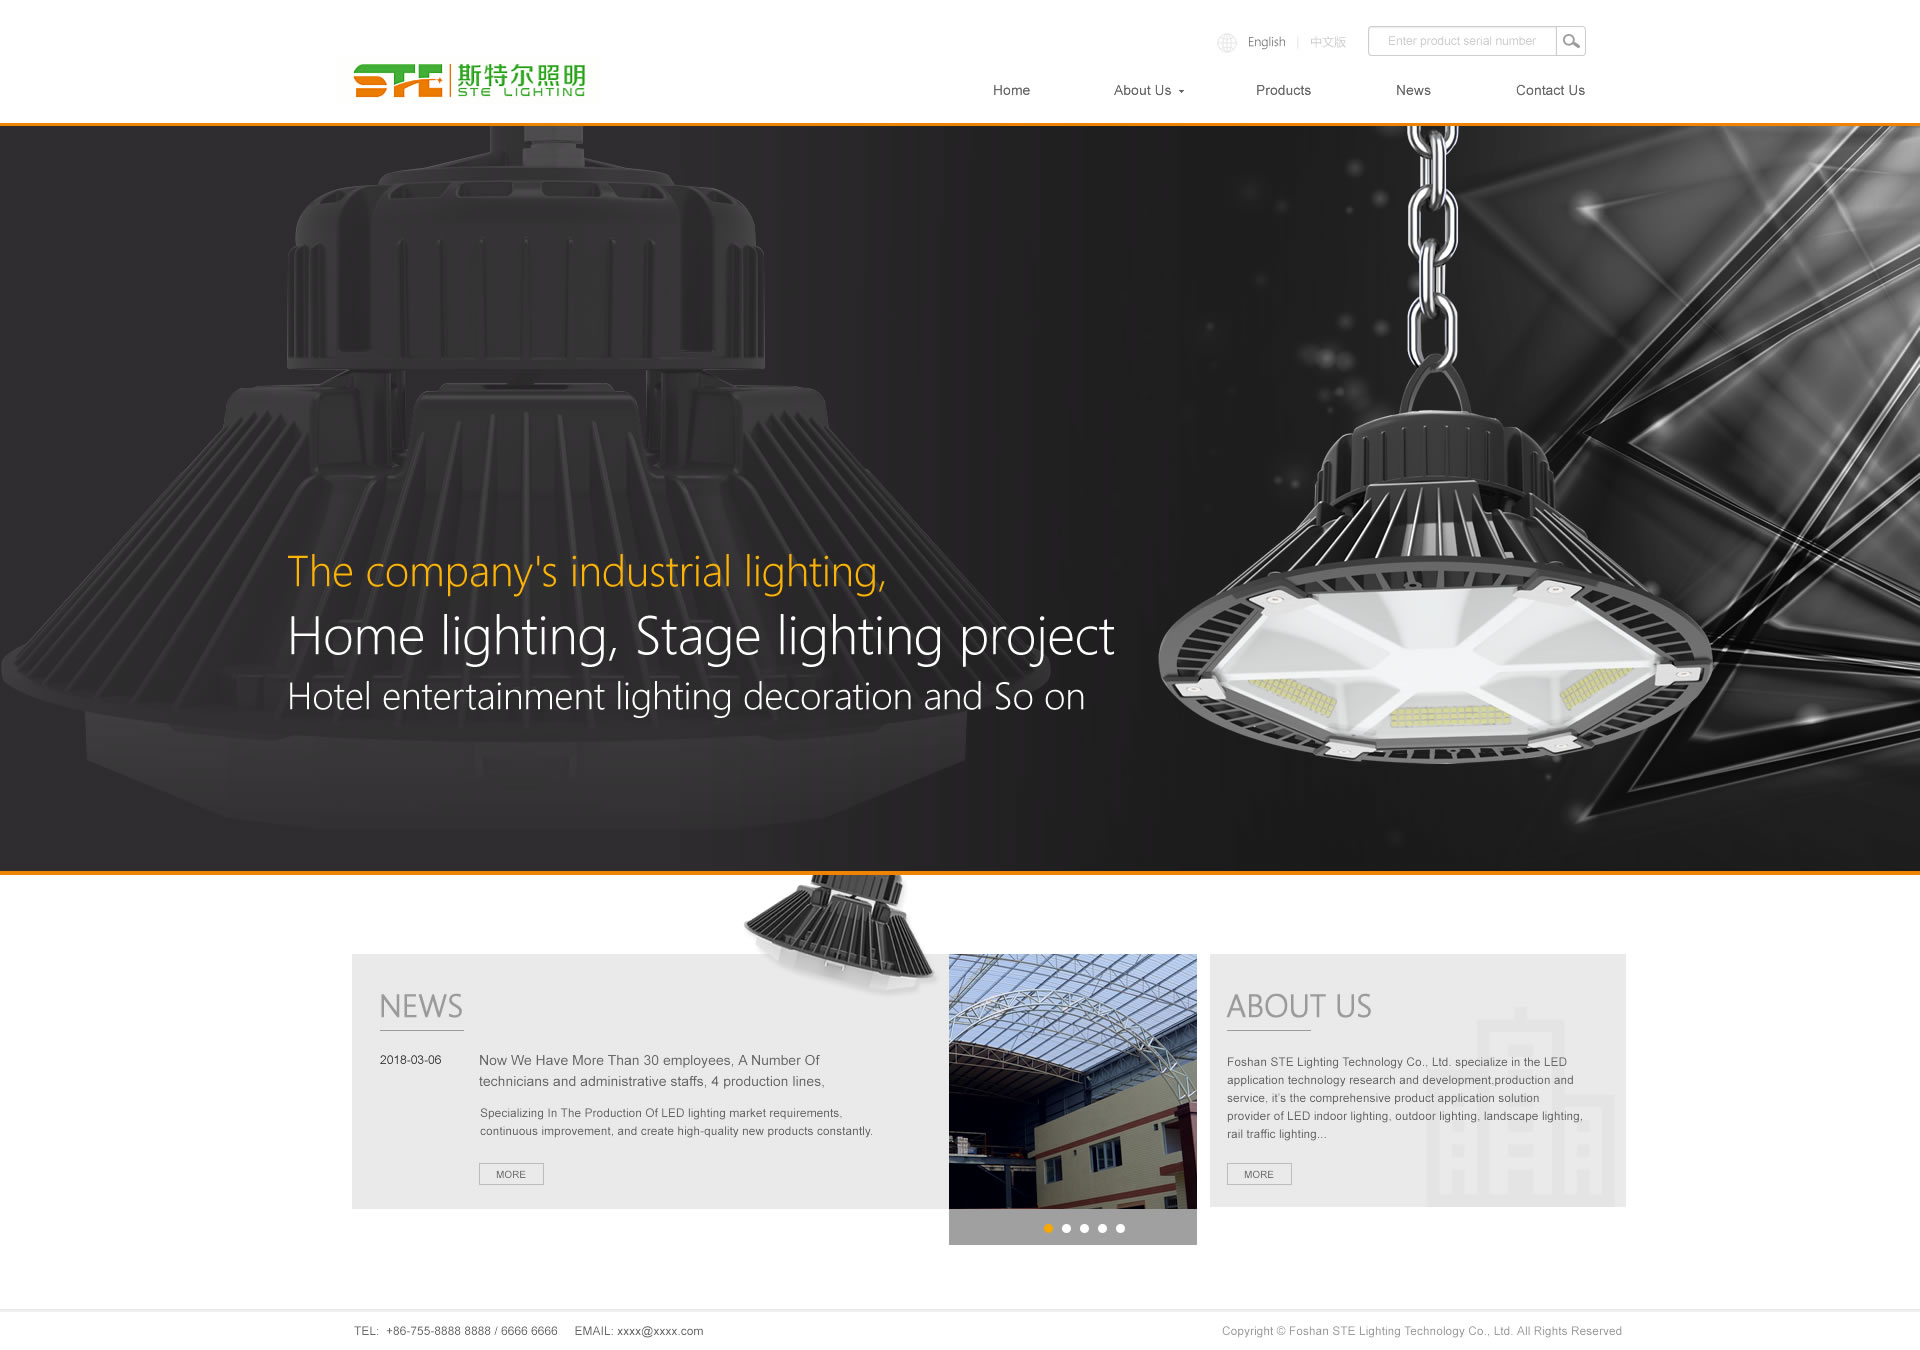 English | 中文版
Enter product serial number
STE 斯特尔照明
STE LIGHTING
Home About Us Products News Contact Us
The company's industrial lighting,
Home lighting, Stage lighting project
Hotel entertainment lighting decoration and So on
NEWS
2018-03-06
Now We Have More Than 30 employees, A Number Of
technicians and administrative staffs, 4 production lines,
Specializing In The Production Of LED lighting market requirements,
continuous improvement, and create high-quality new products constantly.
MORE
ABOUT US
Foshan STE Lighting Technology Co., Ltd. specialize in the LED
application technology research and development.production and
service, it's the comprehensive product application solution
provider of LED indoor lighting, outdoor lighting, landscape lighting,
rail traffic lighting...
MORE
TEL: +86-755-8888 8888 / 6666 6666 EMAIL: xxxx@xxxx.com
Copyright © Foshan STE Lighting Technology Co., Ltd. All Rights Reserved